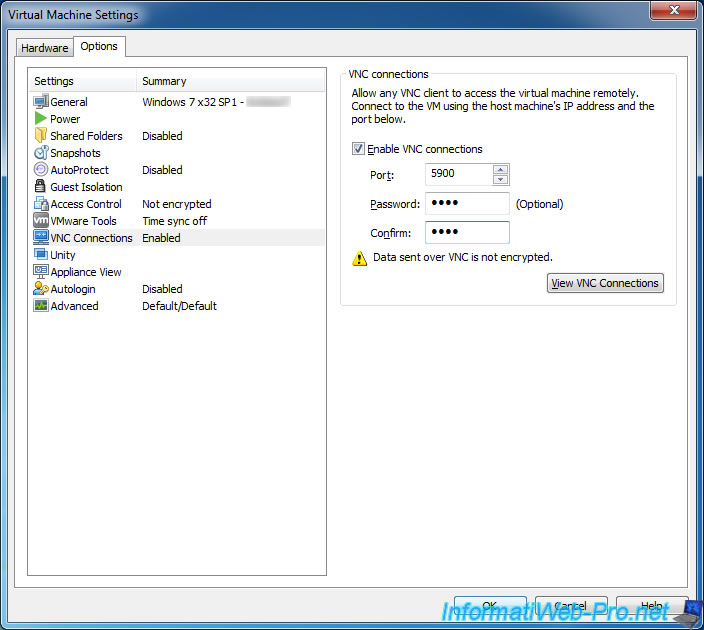 Virtual Machine Settings
Hardware
Options
Settings Summary
General Windows 7 x32 SP1 -
Power
Shared Folders Disabled
Snapshots
AutoProtect Disabled
Guest Isolation
Access Control Not encrypted
VMware Tools Time sync off
VNC Connections Enabled
Unity
Appliance View
Autologin Disabled
Advanced Default/Default
VNC connections
Allow any VNC client to access the virtual machine remotely.
Connect to the VM using the host machine's IP address and the
port below.
Enable VNC connections
Port: 5900
Password: •••• (Optional)
Confirm: ••••
Data sent over VNC is not encrypted.
View VNC Connections
OK Cancel Help
InformatiWeb-Pro.net